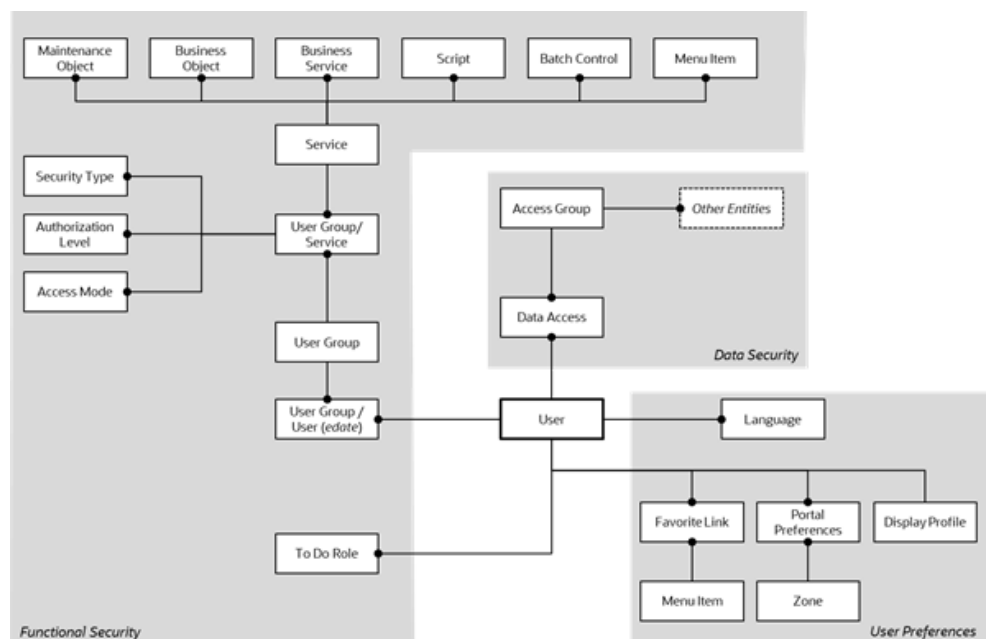 Maintenance
Object
Business
Object
Business
Service
Script
Batch Control
Menu Item
Service
Security Type
Authorization
Level
Access Mode
User Group/
Service
User Group
User Group /
User (edate)
To Do Role
Functional Security
Access Group
Other Entities
Data Access
Data Security
User
Language
Favorite Link
Portal
Preferences
Display Profile
Menu Item
Zone
User Preferences